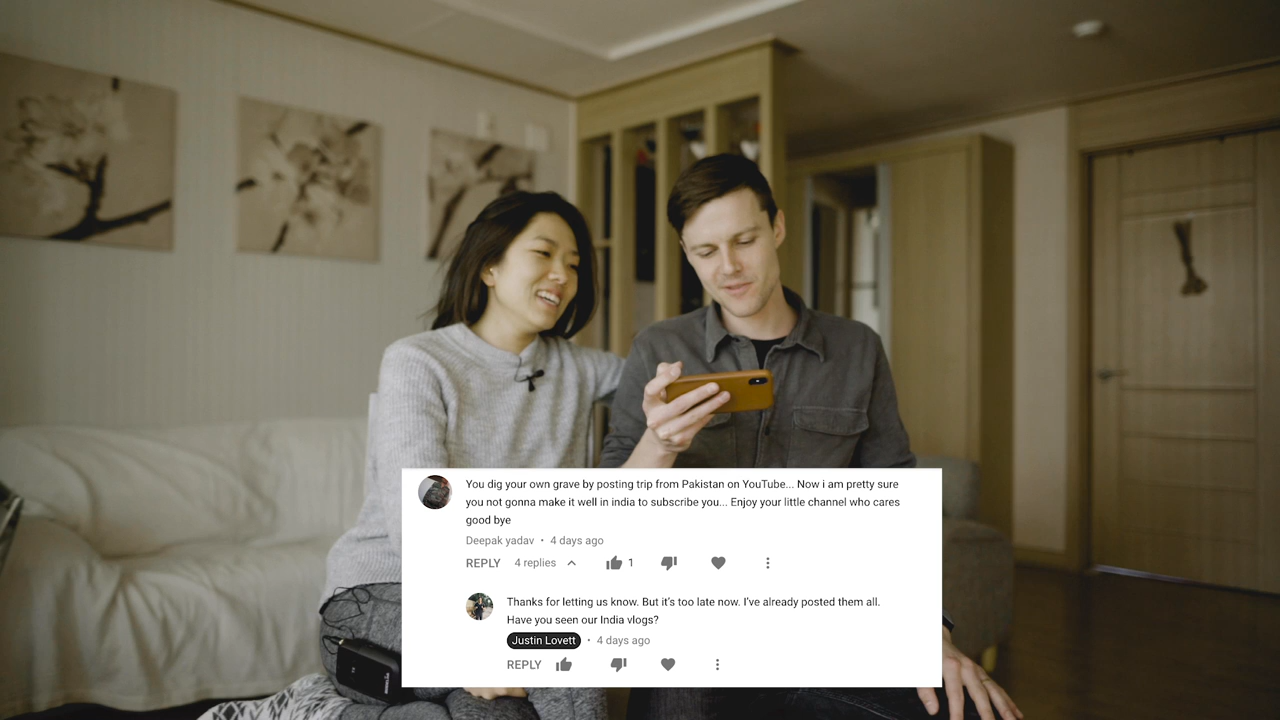 You dig your own grave by posting trip from Pakistan on YouTube... Now i am pretty sure
you not gonna make it well in india to subscribe you... Enjoy your little channel who cares
good bye
Deepak yadav • 4 days ago
REPLY 4 replies 1
Thanks for letting us know. But it's too late now. I've already posted them all.
Have you seen our India vlogs?
Justin Lovett • 4 days ago
REPLY